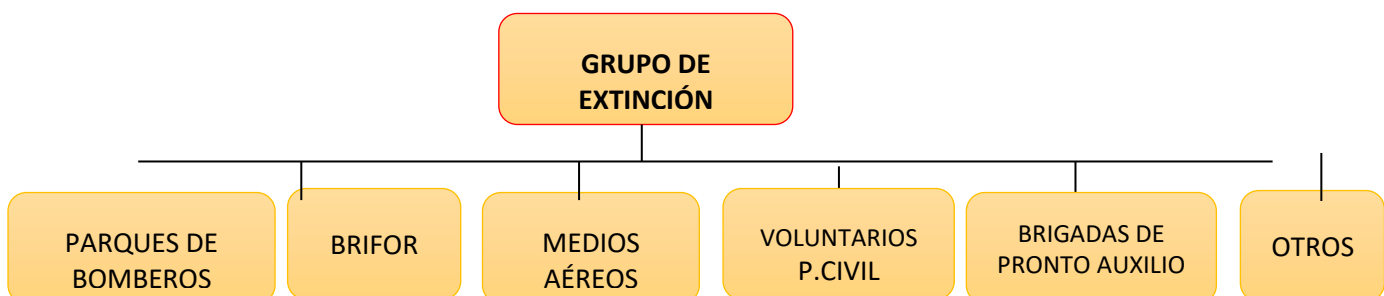 GRUPO DE
EXTINCIÓN
PARQUES DE
BOMBEROS
BRIFOR
MEDIOS
AÉREOS
VOLUNTARIOS
P.CIVIL
BRIGADAS DE
PRONTO AUXILIO
OTROS